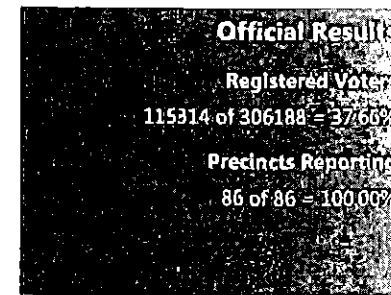 Official Result
Registered Voter
115314 of 306188 = 37.66%
Precincts Reporting
86 of 86 = 100.00%